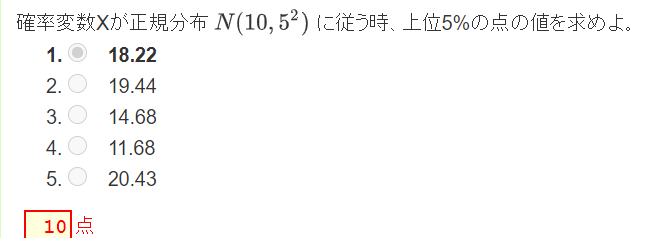 確率変数Xが正規分布 N(10, 5²) に従う時、上位5%の点の値を求めよ。
1. 18.22
2. 19.44
3. 14.68
4. 11.68
5. 20.43
10 点